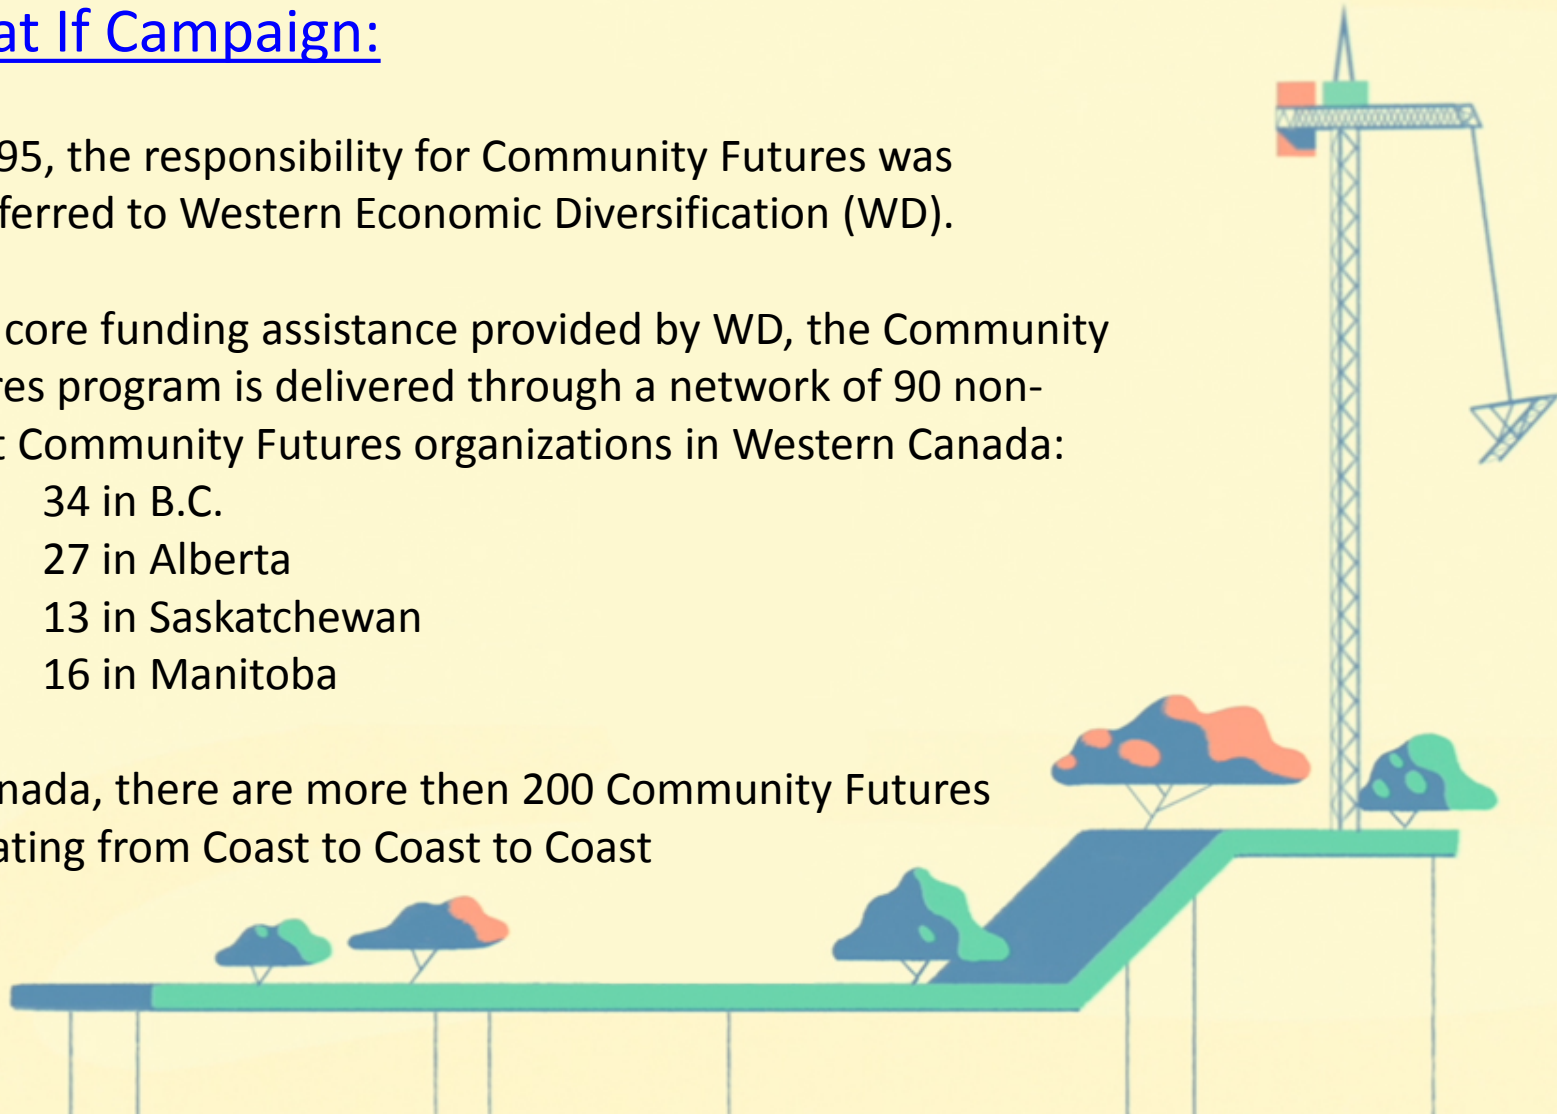 at If Campaign:
95, the responsibility for Community Futures was
ferred to Western Economic Diversification (WD).
core funding assistance provided by WD, the Community
res program is delivered through a network of 90 non-
t Community Futures organizations in Western Canada:
34 in B.C.
27 in Alberta
13 in Saskatchewan
16 in Manitoba
nada, there are more then 200 Community Futures
ating from Coast to Coast to Coast